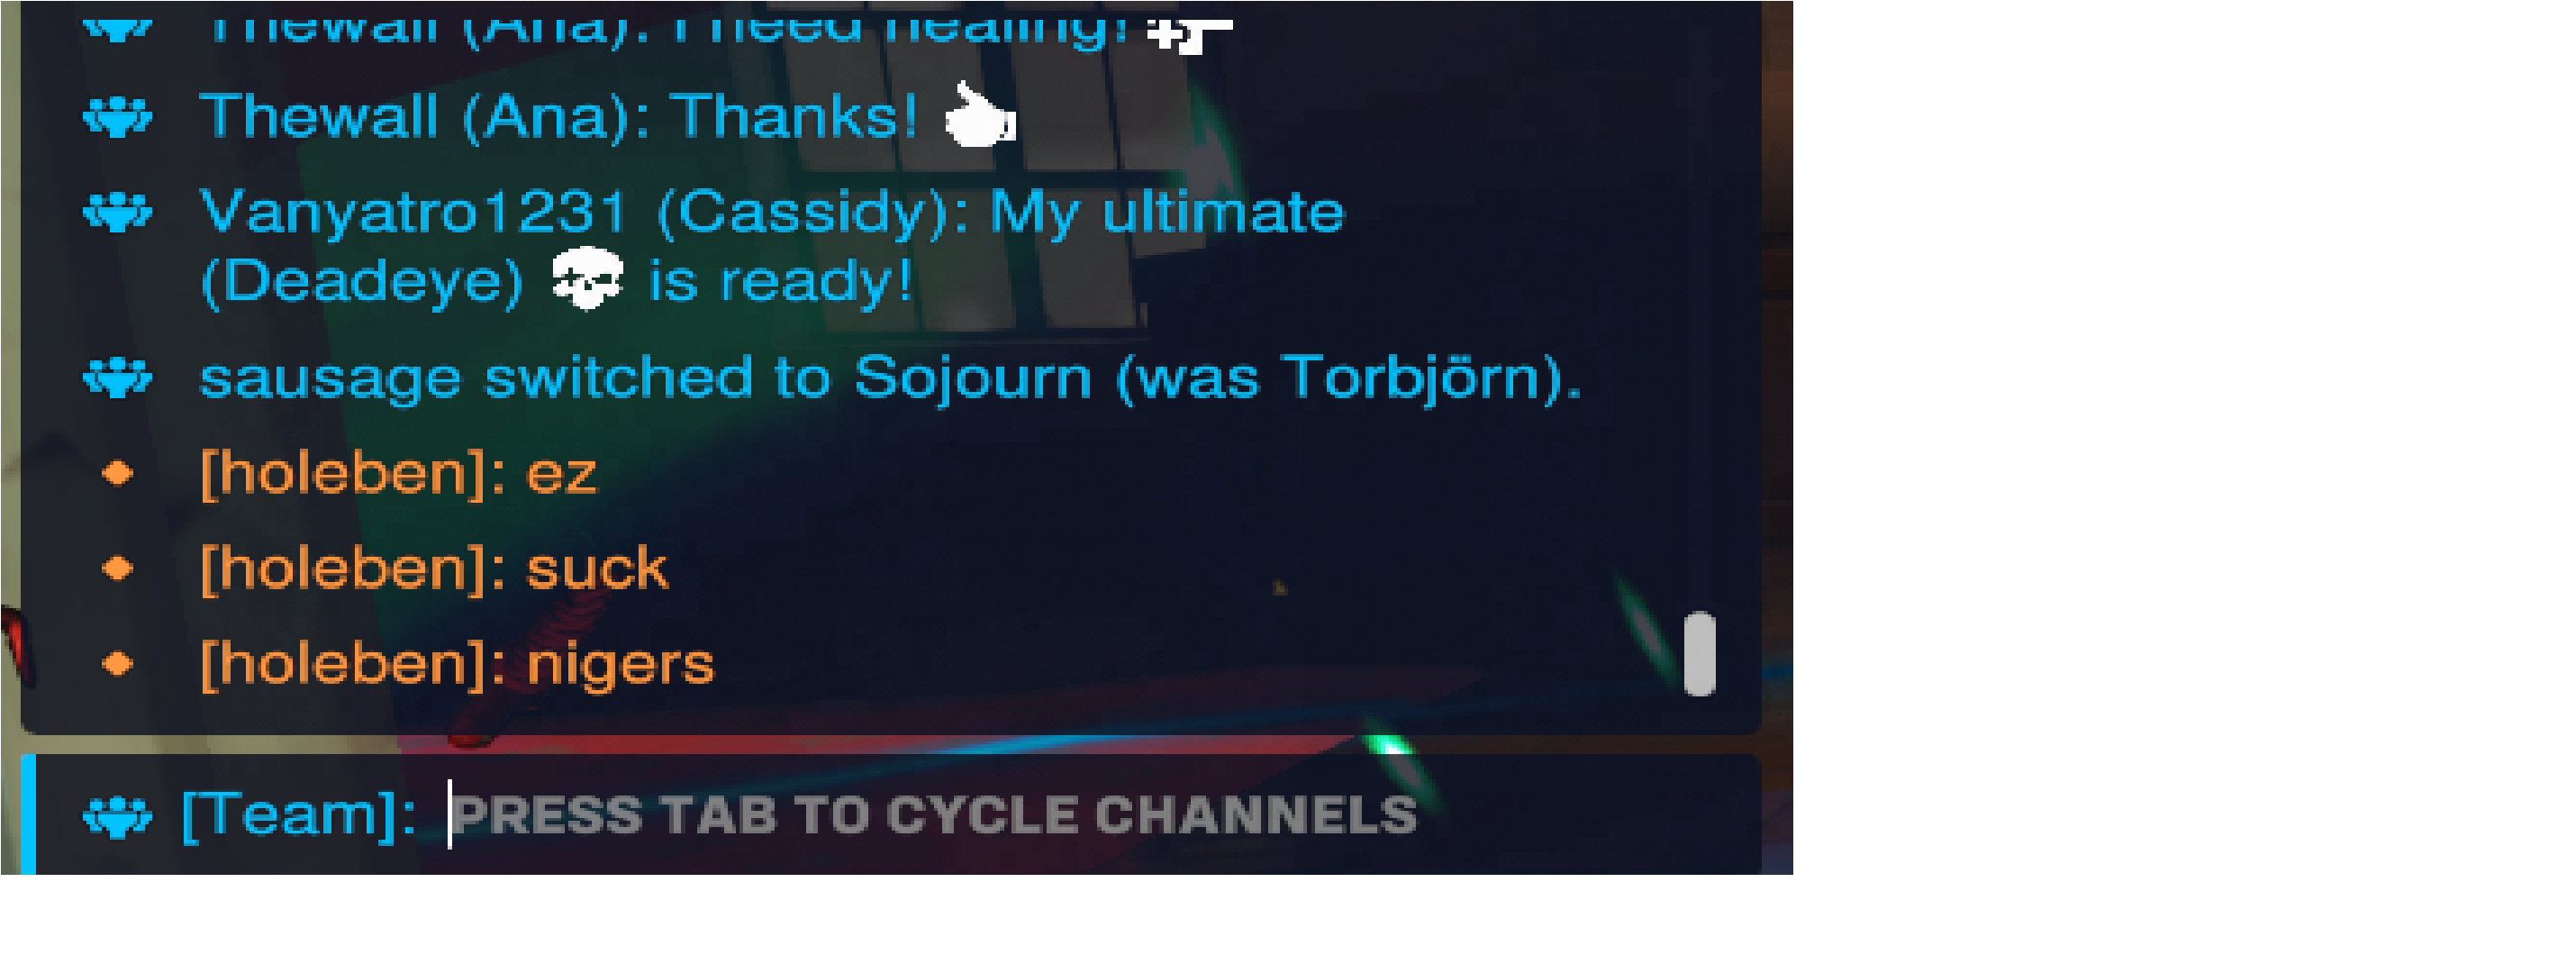 Thewall (Ana): I need healing!
Thewall (Ana): Thanks!
Vanyatro1231 (Cassidy): My ultimate
(Deadeye) is ready!
sausage switched to Sojourn (was Torbjörn).
[holeben]: ez
[holeben]: suck
[holeben]: nigers
[Team]: PRESS TAB TO CYCLE CHANNELS